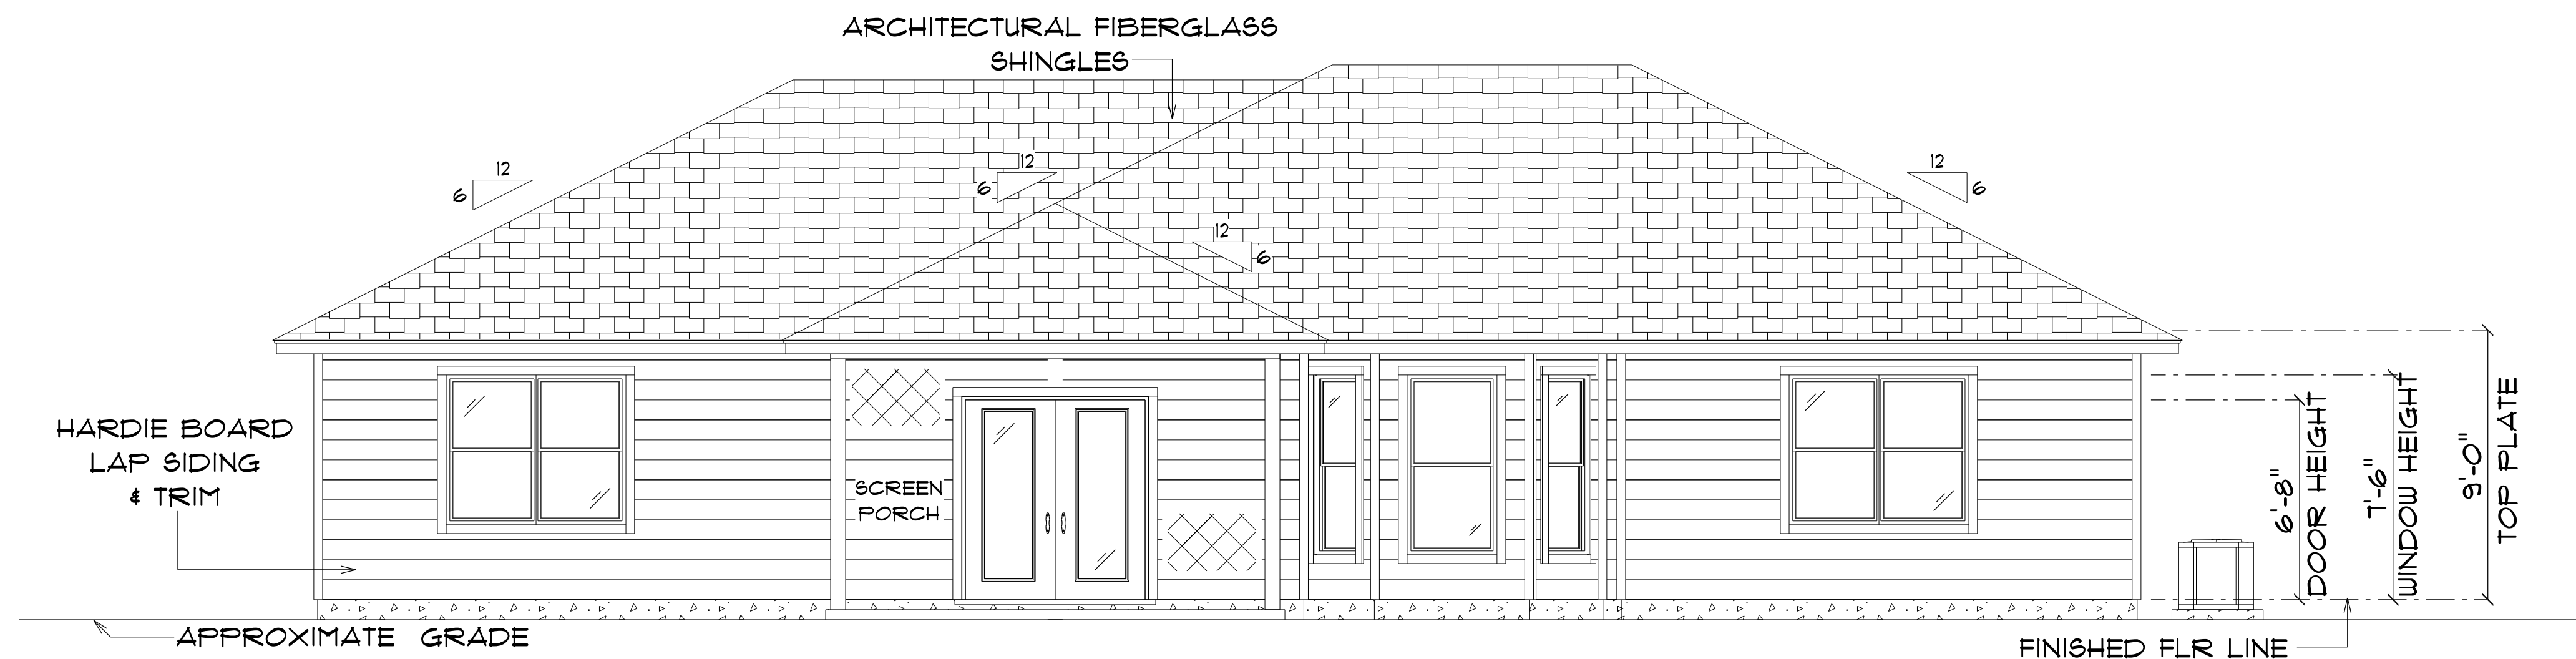 ARCHITECTURAL FIBERGLASS
SHINGLES
12
6
12
6
12
6
12
6
HARDIE BOARD
LAP SIDING
& TRIM
SCREEN
PORCH
6'-8"
DOOR HEIGHT
7'-6"
WINDOW HEIGHT
9'-0"
TOP PLATE
APPROXIMATE GRADE
FINISHED FLR LINE